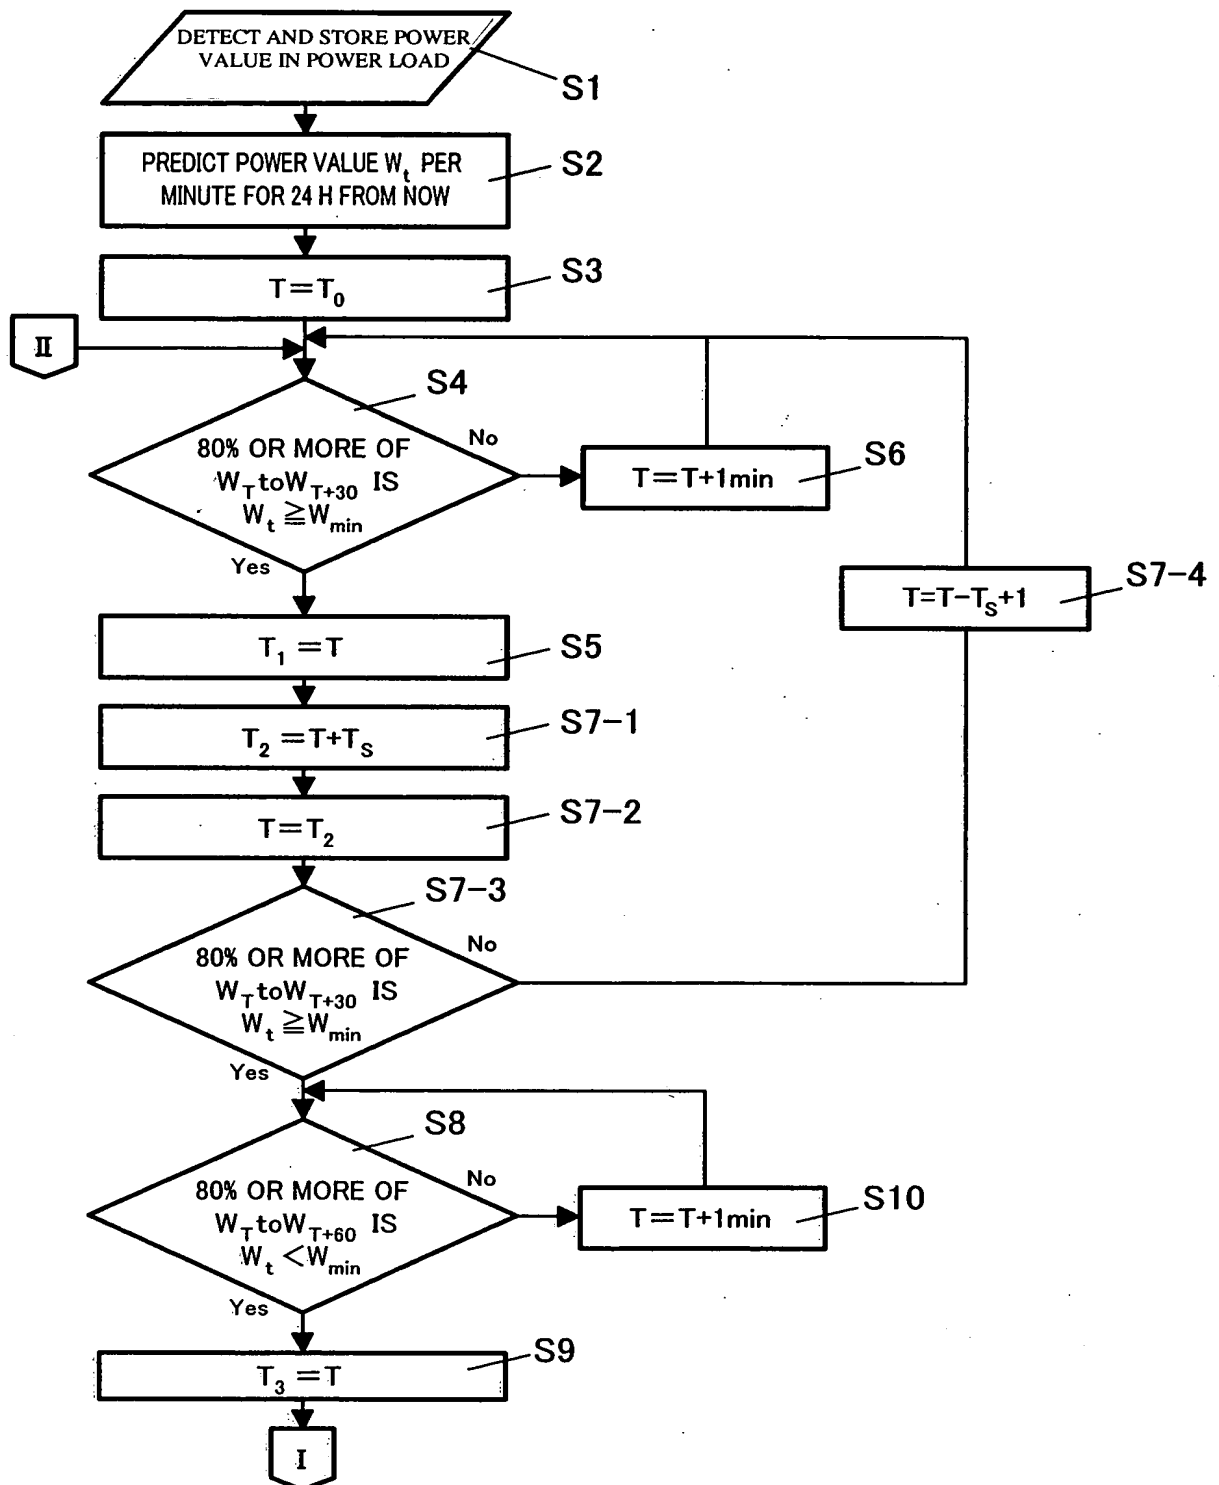 DETECT AND STORE POWER
VALUE IN POWER LOAD
S1
PREDICT POWER VALUE Wt PER
MINUTE FOR 24 H FROM NOW
S2
T=T0
S3
II
S4
80% OR MORE OF
WT to WT+30 IS
Wt ≧ Wmin
No
Yes
T=T+1min
S6
T1 =T
S5
T=T-TS+1
S7-4
T2 =T+TS
S7-1
T=T2
S7-2
S7-3
80% OR MORE OF
WT to WT+30 IS
Wt ≧ Wmin
No
Yes
S8
80% OR MORE OF
WT to WT+60 IS
Wt < Wmin
No
Yes
T=T+1min
S10
T3 =T
S9
I